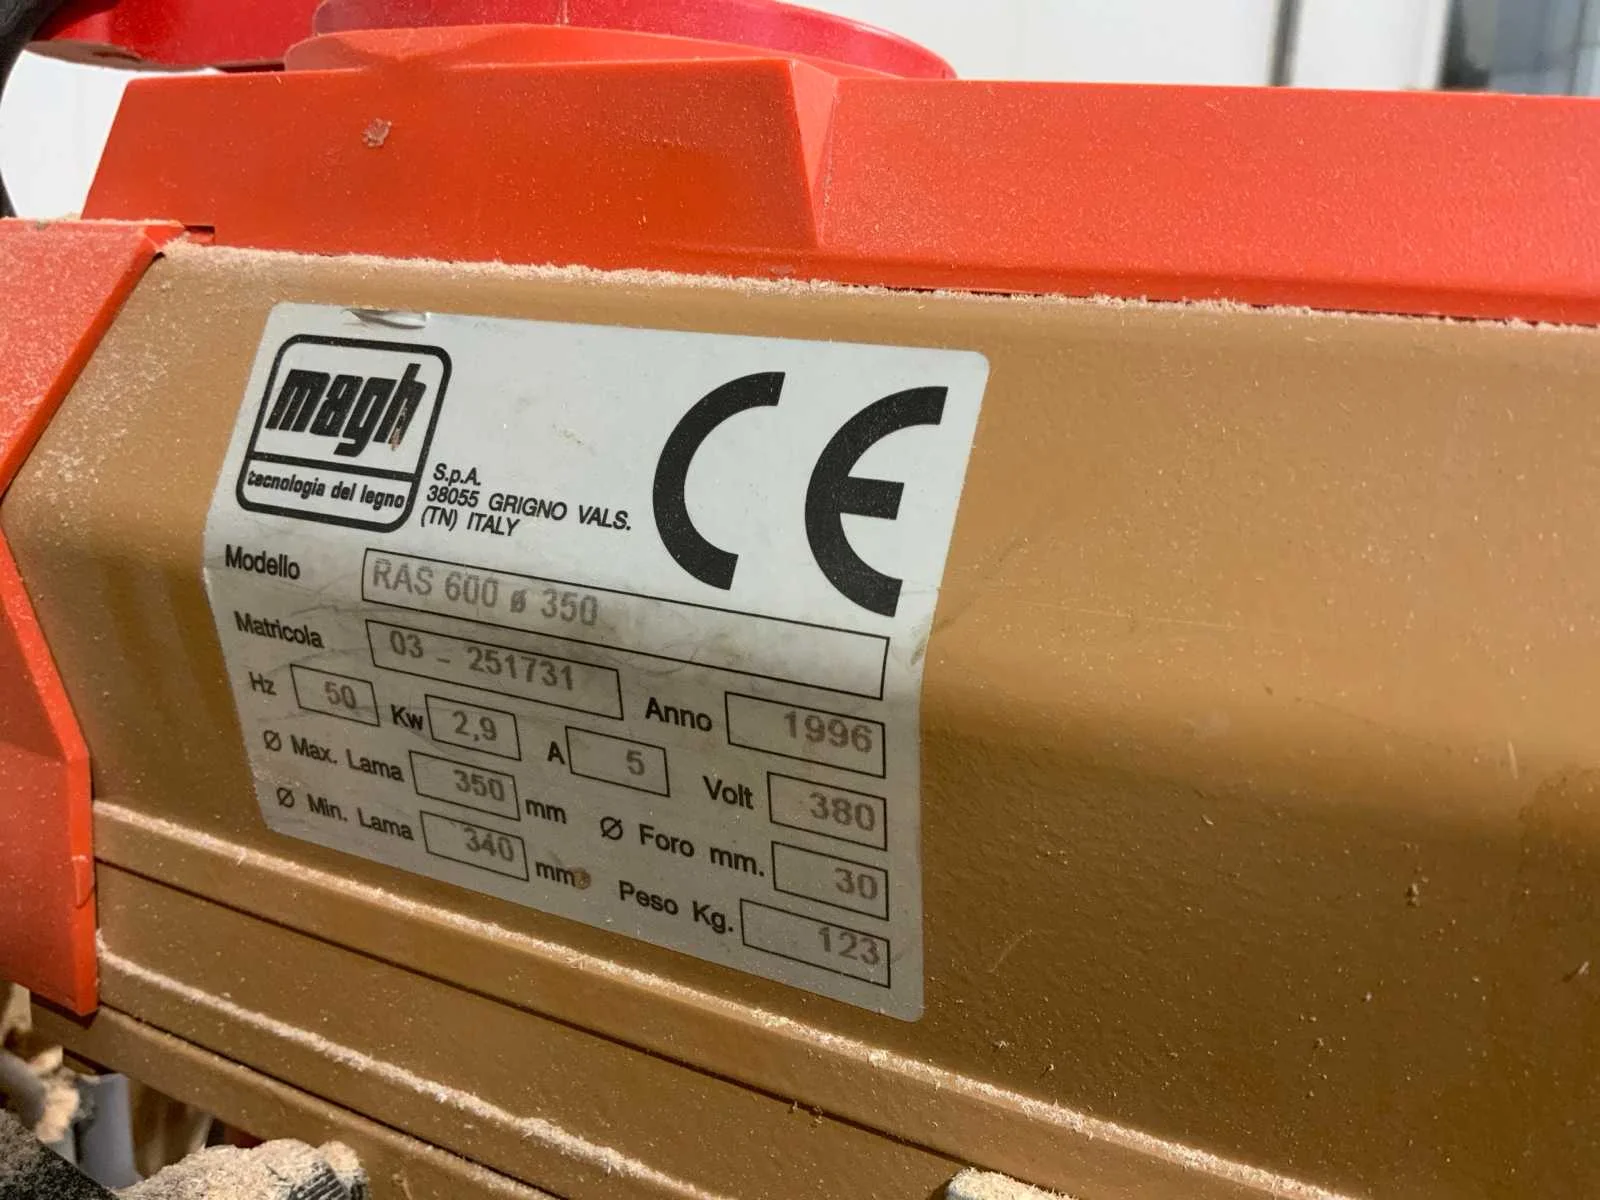 magh
tecnologia del legno
S.p.A.
38055 GRIGNO VALS.
(TN) ITALY
CE
Modello RAS 600 ø 350
Matricola 03 - 251731 Anno 1996
Hz 50 Kw 2,9 A 5 Volt 380
Ø Max. Lama 350 mm Ø Foro mm. 30
Ø Min. Lama 340 mm Peso Kg. 123